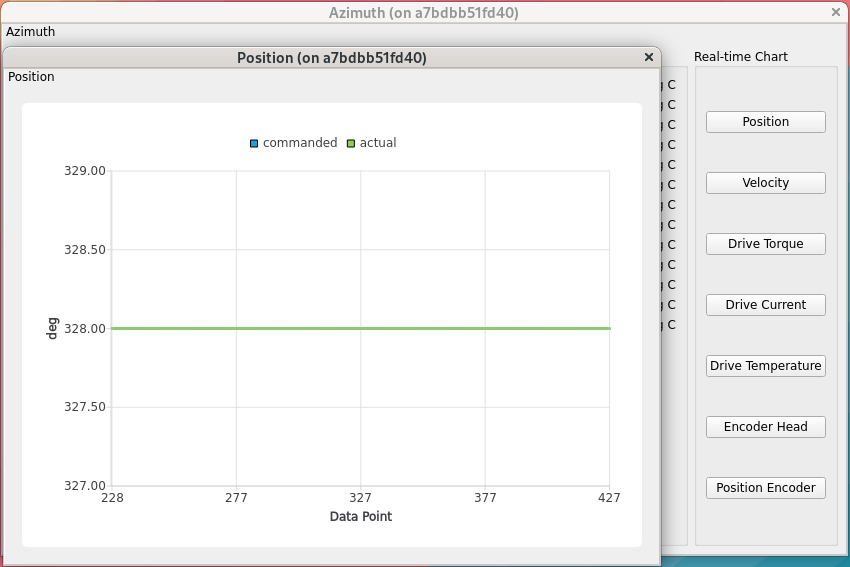 Azimuth (on a7bdbb51fd40)
Azimuth
Position (on a7bdbb51fd40)
Position
commanded actual
329.00
328.50
328.00
327.50
327.00
deg
228 277 327 377 427
Data Point
C
C
C
C
C
C
C
C
C
C
C
C
C
Real-time Chart
Position
Velocity
Drive Torque
Drive Current
Drive Temperature
Encoder Head
Position Encoder